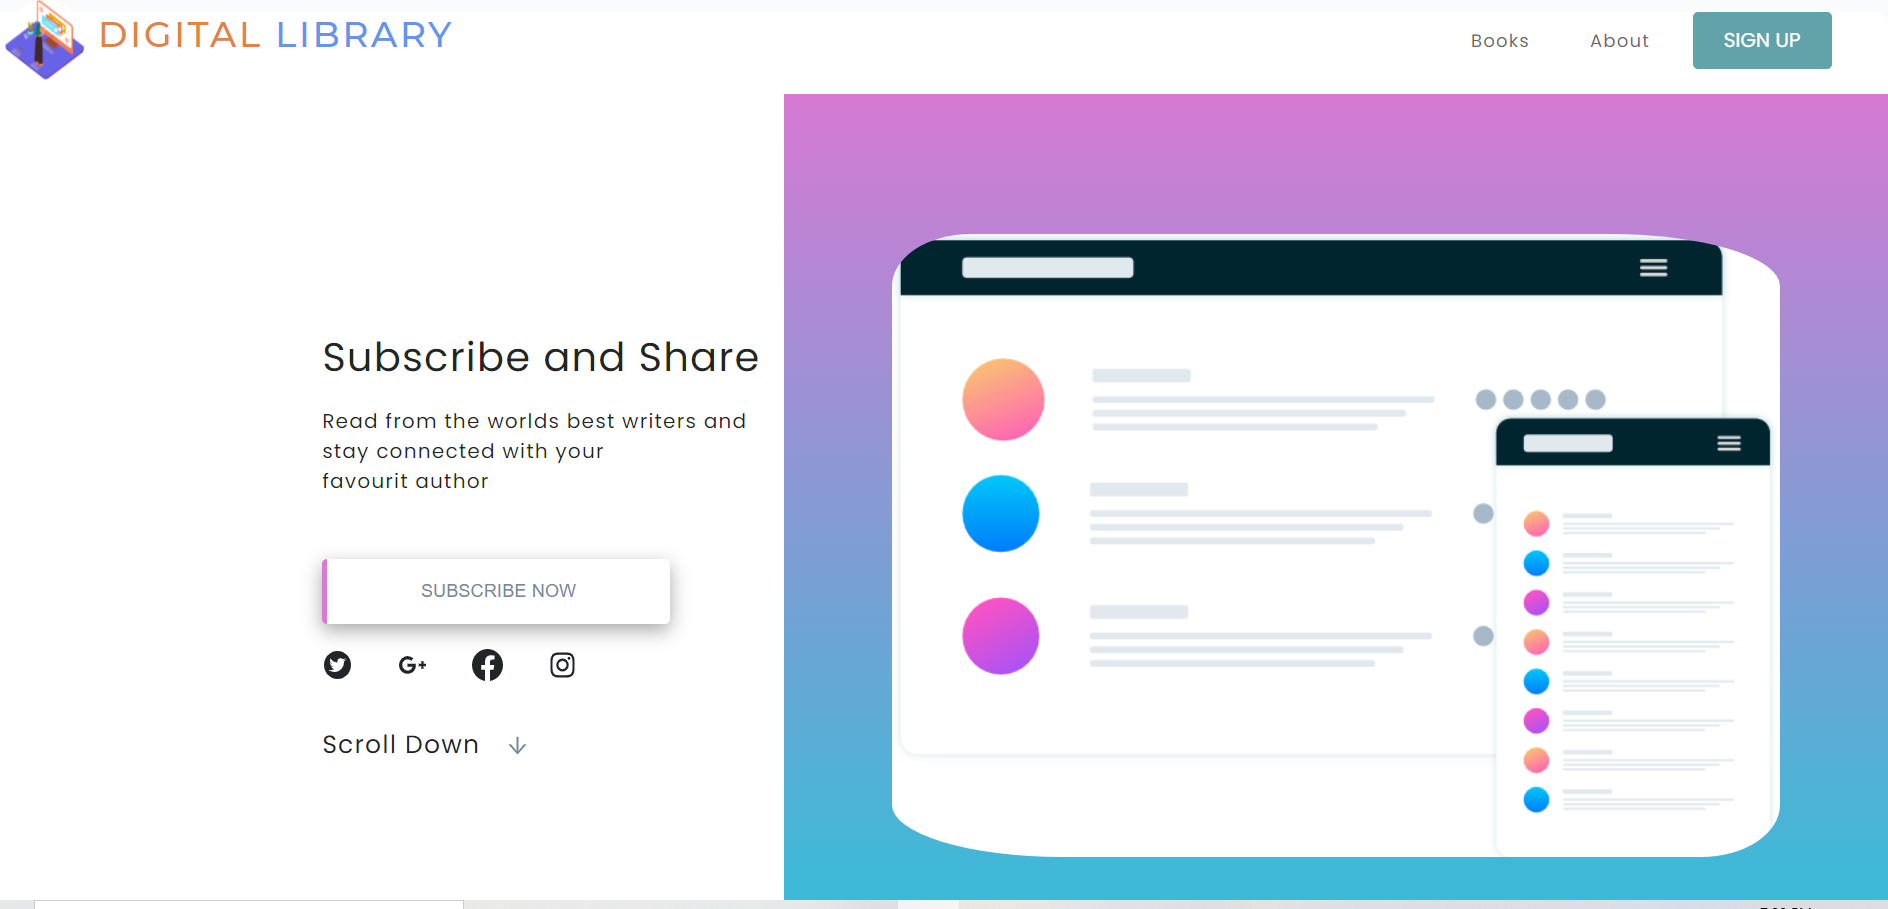 DIGITAL LIBRARY
Books
About
SIGN UP
Subscribe and Share
Read from the worlds best writers and
stay connected with your
favourit author
SUBSCRIBE NOW
G+
Scroll Down